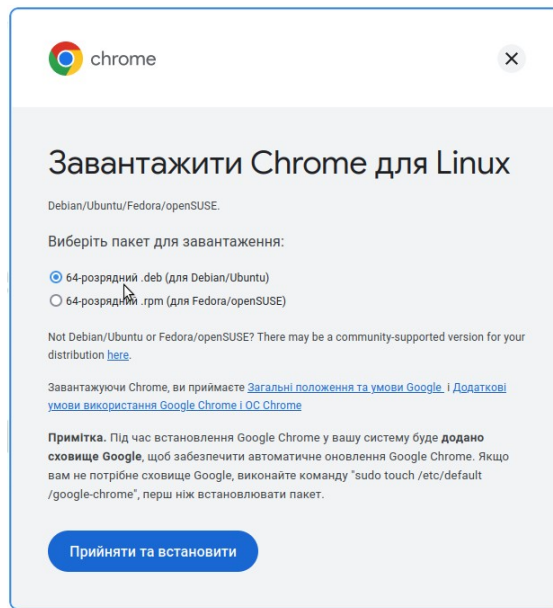 chrome
Завантажити Chrome для Linux
Debian/Ubuntu/Fedora/openSUSE.
Виберіть пакет для завантаження:
64-розрядний .deb (для Debian/Ubuntu)
64-розрядний .rpm (для Fedora/openSUSE)
Not Debian/Ubuntu or Fedora/openSUSE? There may be a community-supported version for your
distribution here.
Завантажуючи Chrome, ви приймаєте Загальні положення та умови Google і Додаткові
умови використання Google Chrome і ОС Chrome
Примітка. Під час встановлення Google Chrome у вашу систему буде додано
сховище Google, щоб забезпечити автоматичне оновлення Google Chrome. Якщо
вам не потрібне сховище Google, виконайте команду "sudo touch /etc/default
/google-chrome", перш ніж встановлювати пакет.
Прийняти та встановити